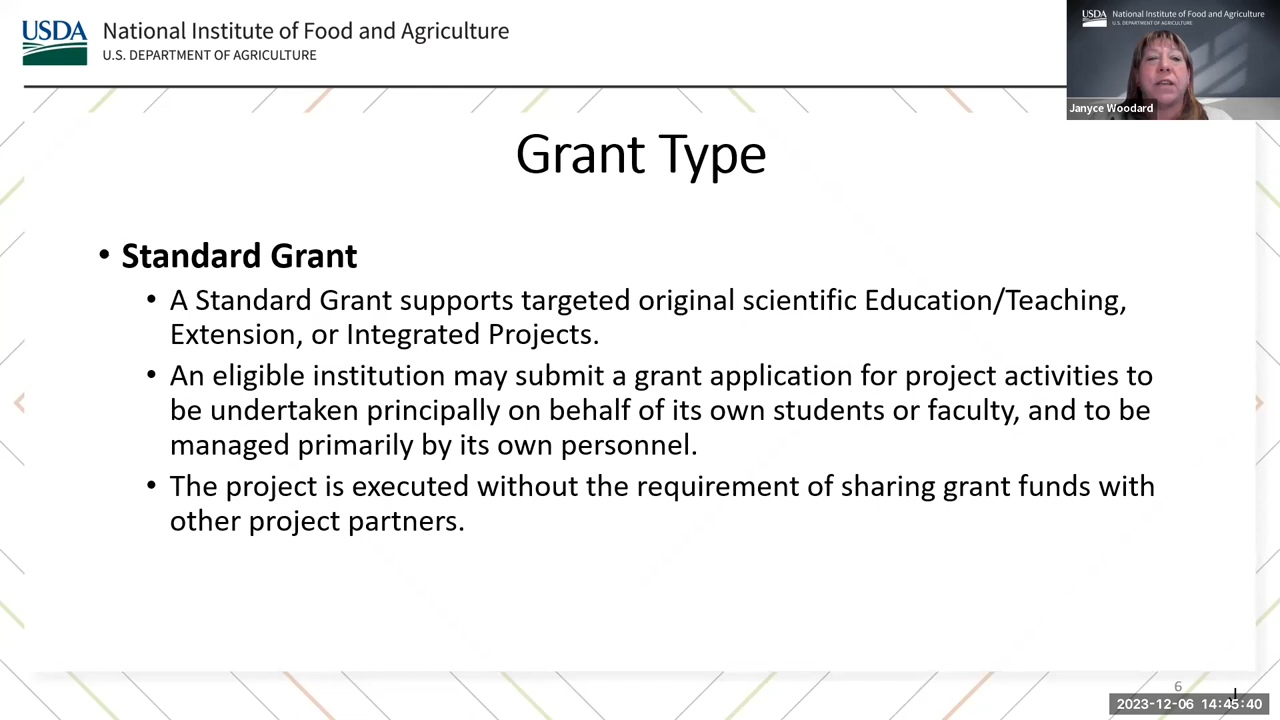 USDA
National Institute of Food and Agriculture
U.S. DEPARTMENT OF AGRICULTURE
USDA
National Institute of Food and Agriculture
U.S. DEPARTMENT OF AGRICULTURE
Janyce Woodard
Grant Type
• Standard Grant
• A Standard Grant supports targeted original scientific Education/Teaching,
Extension, or Integrated Projects.
• An eligible institution may submit a grant application for project activities to
be undertaken principally on behalf of its own students or faculty, and to be
managed primarily by its own personnel.
• The project is executed without the requirement of sharing grant funds with
other project partners.
6
2023-12-06 14:45:40